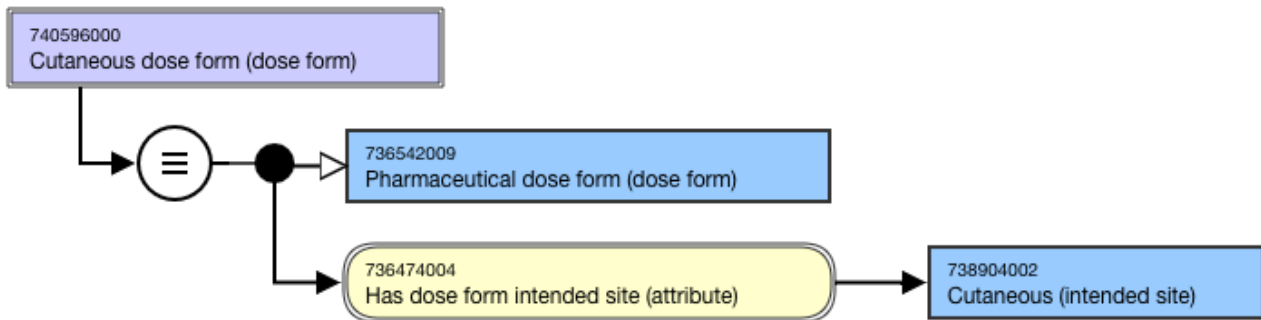 740596000
Cutaneous dose form (dose form)
≡
736542009
Pharmaceutical dose form (dose form)
736474004
Has dose form intended site (attribute)
738904002
Cutaneous (intended site)